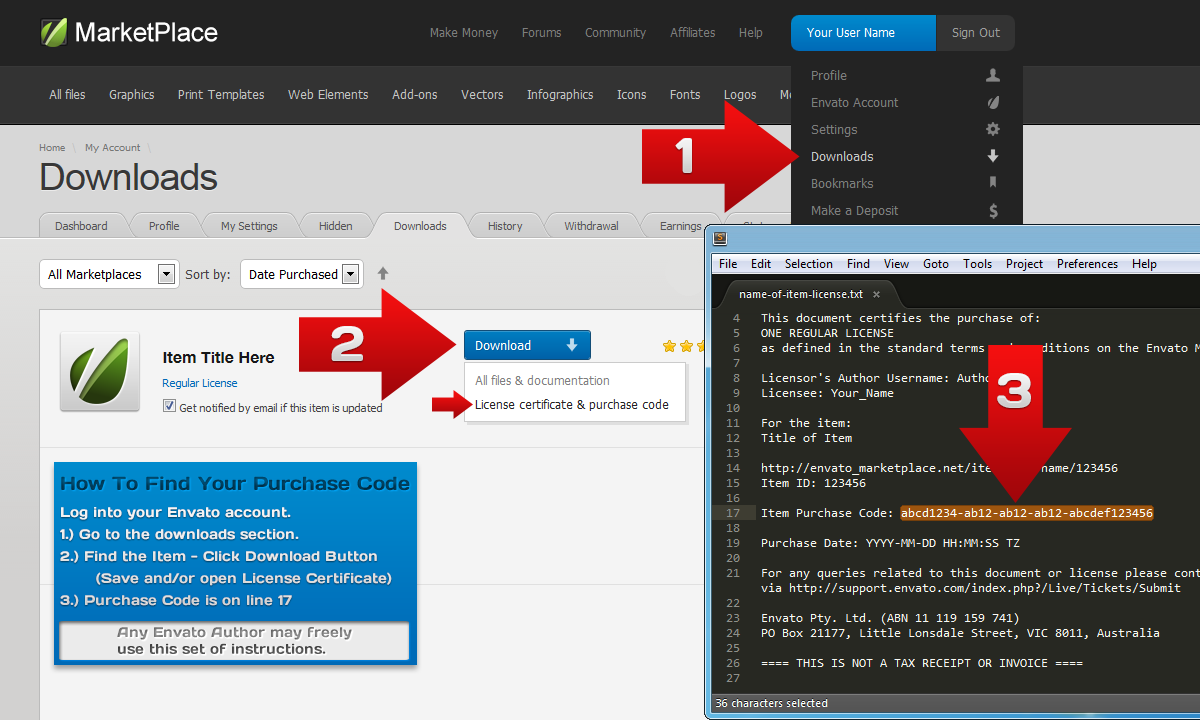 MarketPlace
Make Money Forums Community Affiliates Help Your User Name Sign Out
All files Graphics Print Templates Web Elements Add-ons Vectors Infographics Icons Fonts Logos
Profile
Envato Account
Settings
Downloads
Bookmarks
Make a Deposit
1
Home \ My Account \
Downloads
Dashboard Profile My Settings Hidden Downloads History Withdrawal Earnings
All Marketplaces Sort by: Date Purchased
2
Item Title Here
Regular License
Get notified by email if this item is updated
Download
All files & documentation
License certificate & purchase code
How To Find Your Purchase Code
Log into your Envato account.
1.) Go to the downloads section.
2.) Find the Item - Click Download Button
(Save and/or open License Certificate)
3.) Purchase Code is on line 17
Any Envato Author may freely
use this set of instructions.
File Edit Selection Find View Goto Tools Project Preferences Help
name-of-item-license.txt ×
4 This document certifies the purchase of:
5 ONE REGULAR LICENSE
6 as defined in the standard terms on the Envato
7
8 Licensor's Author Username:
9 Licensee: Your_Name
10
11 For the item:
12 Title of Item
13
14 http://envato_marketplace.net/ /123456
15 Item ID: 123456
16
17 Item Purchase Code: abcd1234-ab12-ab12-ab12-abcdef123456
18
19 Purchase Date: YYYY-MM-DD HH:MM:SS TZ
20
21 For any queries related to this document or license please
via http://support.envato.com/index.php?/Live/Tickets/Submit
22
23 Envato Pty. Ltd. (ABN 11 119 159 741)
24 PO Box 21177, Little Lonsdale Street, VIC 8011, Australia
25
26 ==== THIS IS NOT A TAX RECEIPT OR INVOICE ====
27
3
36 characters selected